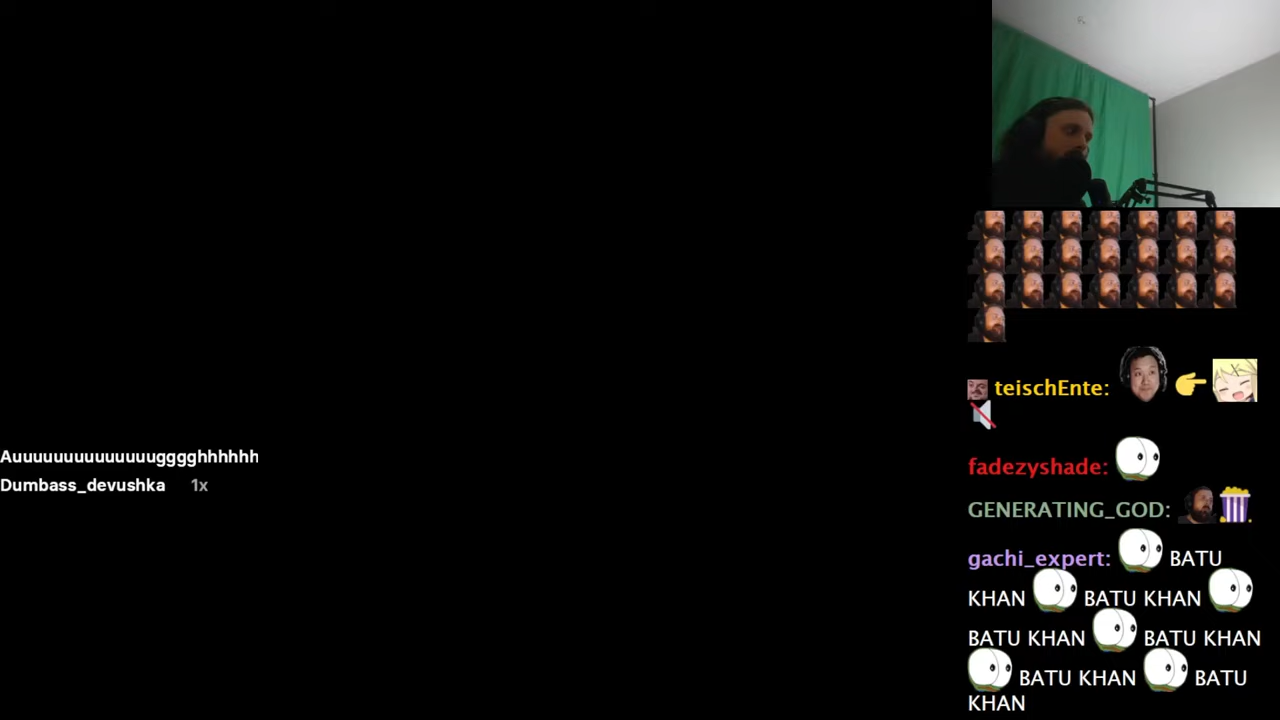 Auuuuuuuuuuuuuugggghhhhhh
Dumbass_devushka 1x
teischEnte:
fadezyshade:
GENERATING_GOD:
gachi_expert: BATU
KHAN BATU KHAN
BATU KHAN BATU KHAN
BATU KHAN BATU
KHAN